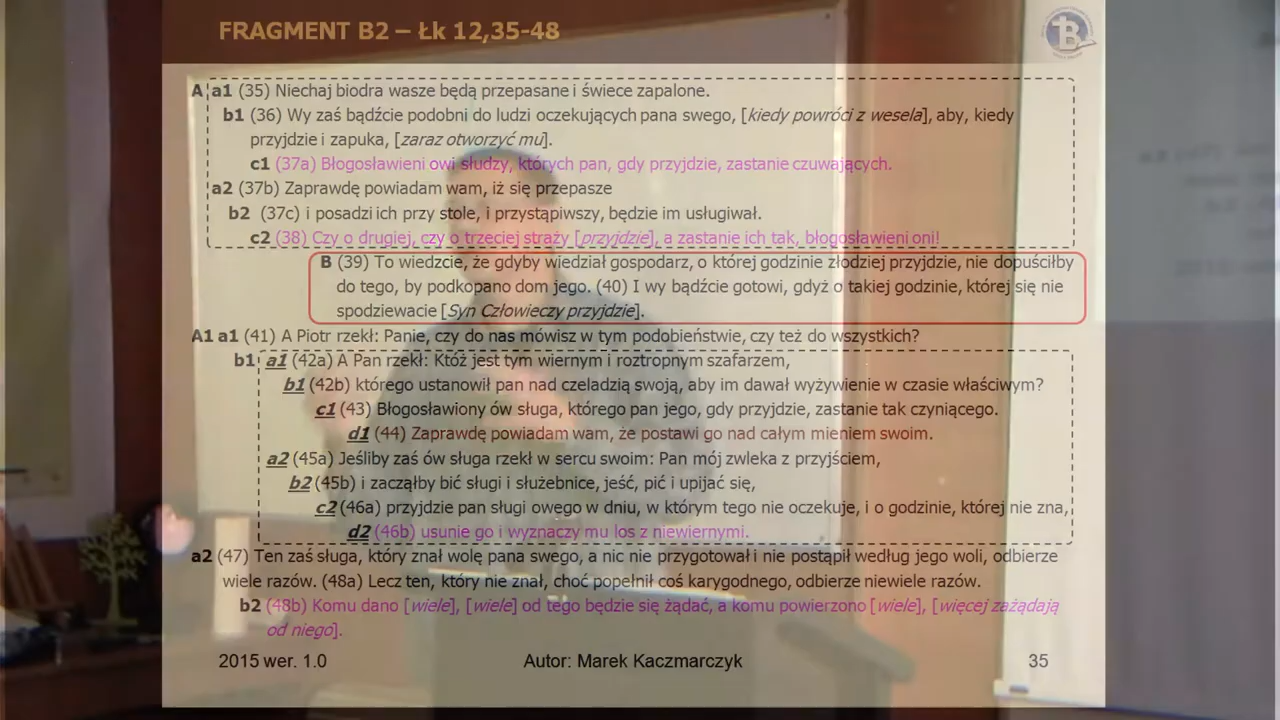 FRAGMENT B2 – Łk 12,35-48
A a1 (35) Niechaj biodra wasze będą przepasane i świece zapalone.
b1 (36) Wy zaś bądźcie podobni do ludzi oczekujących pana swego, [kiedy powróci z wesela], aby, kiedy
przyjdzie i zapuka, [zaraz otworzyć mu].
c1 (37a) Błogosławieni owi słudzy, których pan, gdy przyjdzie, zastanie czuwających.
a2 (37b) Zaprawdę powiadam wam, iż się przepasze
b2 (37c) i posadzi ich przy stole, i przystąpiwszy, będzie im usługiwał.
c2 (38) Czy o drugiej, czy o trzeciej straży [przyjdzie], a zastanie ich tak, błogosławieni oni!
B (39) To wiedzcie, że gdyby wiedział gospodarz, o której godzinie złodziej przyjdzie, nie dopuściłby
do tego, by podkopano dom jego. (40) I wy bądźcie gotowi, gdyż o takiej godzinie, której się nie
spodziewacie [Syn Człowieczy przyjdzie].
A1 a1 (41) A Piotr rzekł: Panie, czy do nas mówisz w tym podobieństwie, czy też do wszystkich?
b1 a1 (42a) A Pan rzekł: Któż jest tym wiernym i roztropnym szafarzem,
b1 (42b) którego ustanowił pan nad czeladzią swoją, aby im dawał wyżywienie w czasie właściwym?
c1 (43) Błogosławiony ów sługa, którego pan jego, gdy przyjdzie, zastanie tak czyniącego.
d1 (44) Zaprawdę powiadam wam, że postawi go nad całym mieniem swoim.
a2 (45a) Jeśliby zaś ów sługa rzekł w sercu swoim: Pan mój zwleka z przyjściem,
b2 (45b) i zacząłby bić sługi i służebnice, jeść, pić i upijać się,
c2 (46a) przyjdzie pan sługi owego w dniu, w którym tego nie oczekuje, i o godzinie, której nie zna,
d2 (46b) usunie go i wyznaczy mu los z niewiernymi.
a2 (47) Ten zaś sługa, który znał wolę pana swego, a nic nie przygotował i nie postąpił według jego woli, odbierze
wiele razów. (48a) Lecz ten, który nie znał, choć popełnił coś karygodnego, odbierze niewiele razów.
b2 (48b) Komu dano [wiele], [wiele] od tego będzie się żądać, a komu powierzono [wiele], [więcej zażądają
od niego].
2015 wer. 1.0 Autor: Marek Kaczmarczyk 35